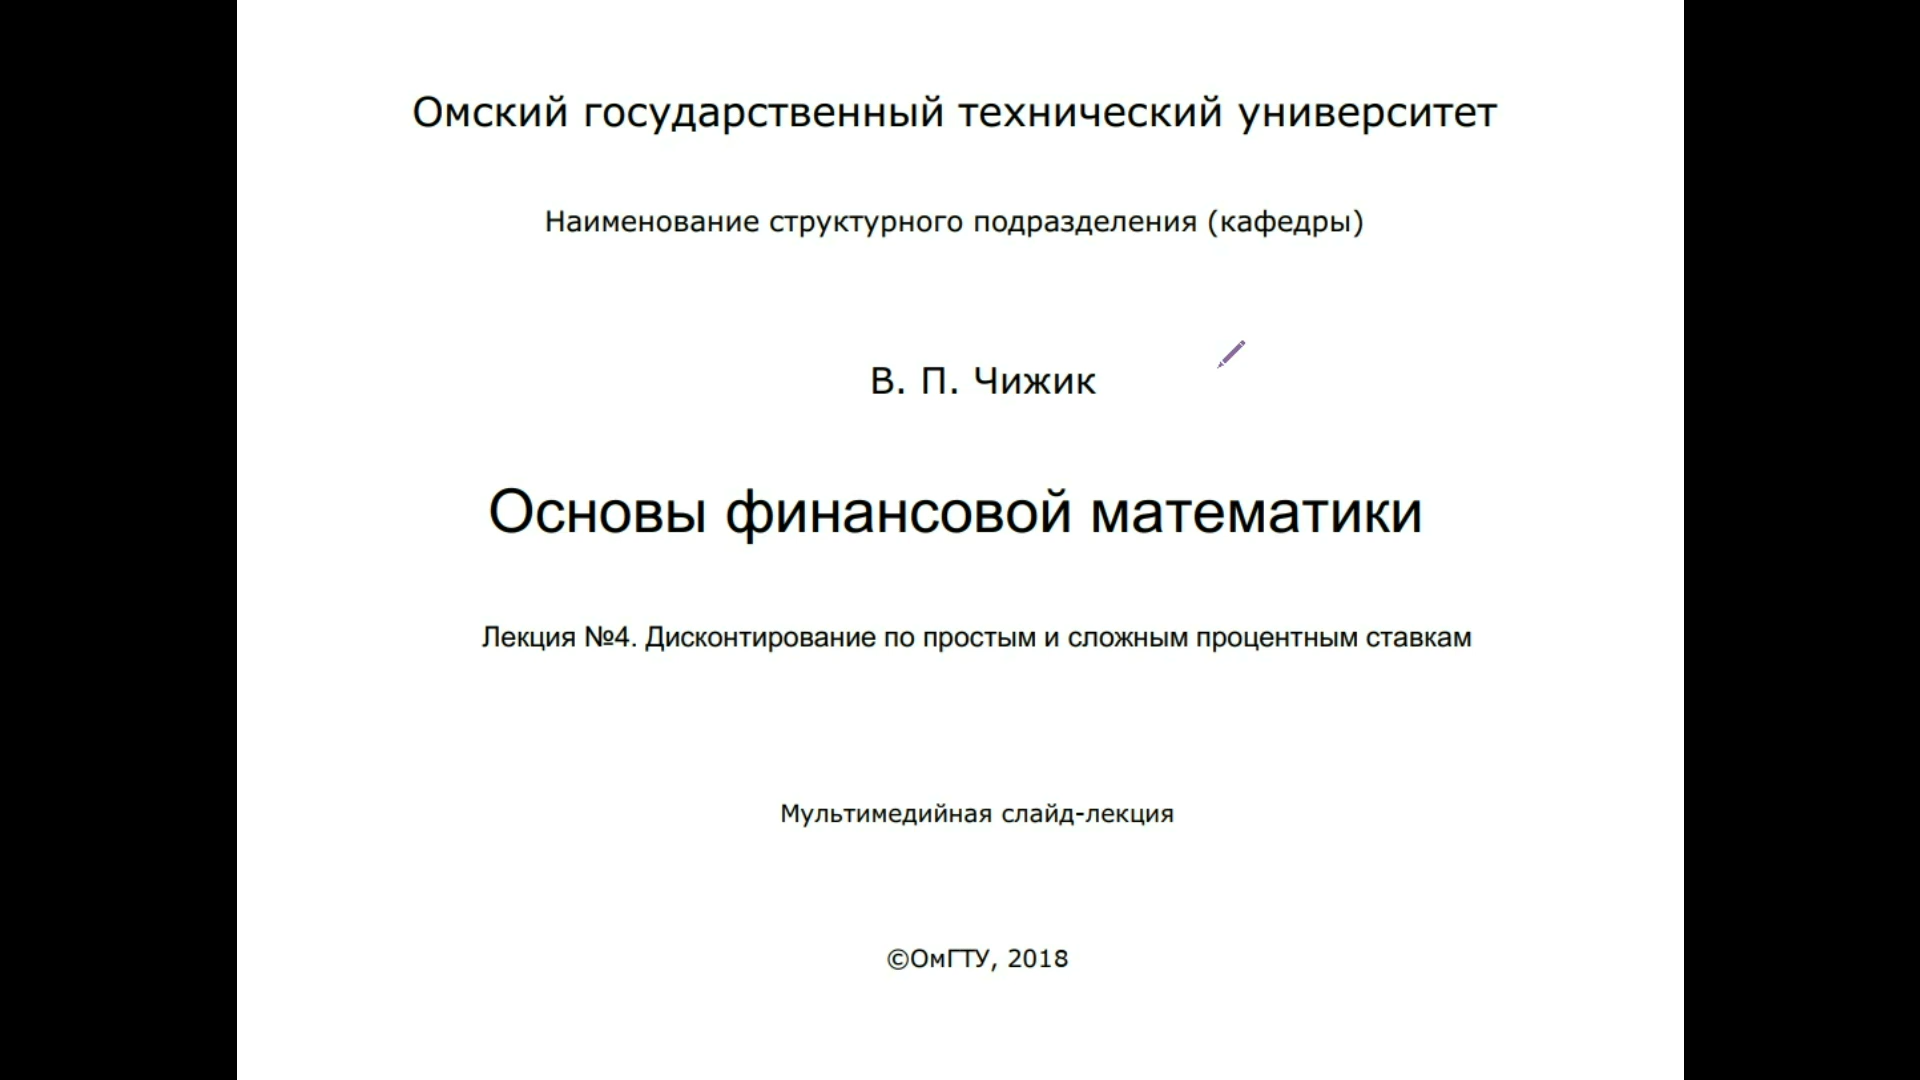 Омский государственный технический университет
Наименование структурного подразделения (кафедры)
В. П. Чижик
Основы финансовой математики
Лекция №4. Дисконтирование по простым и сложным процентным ставкам
Мультимедийная слайд-лекция
©ОмГТУ, 2018